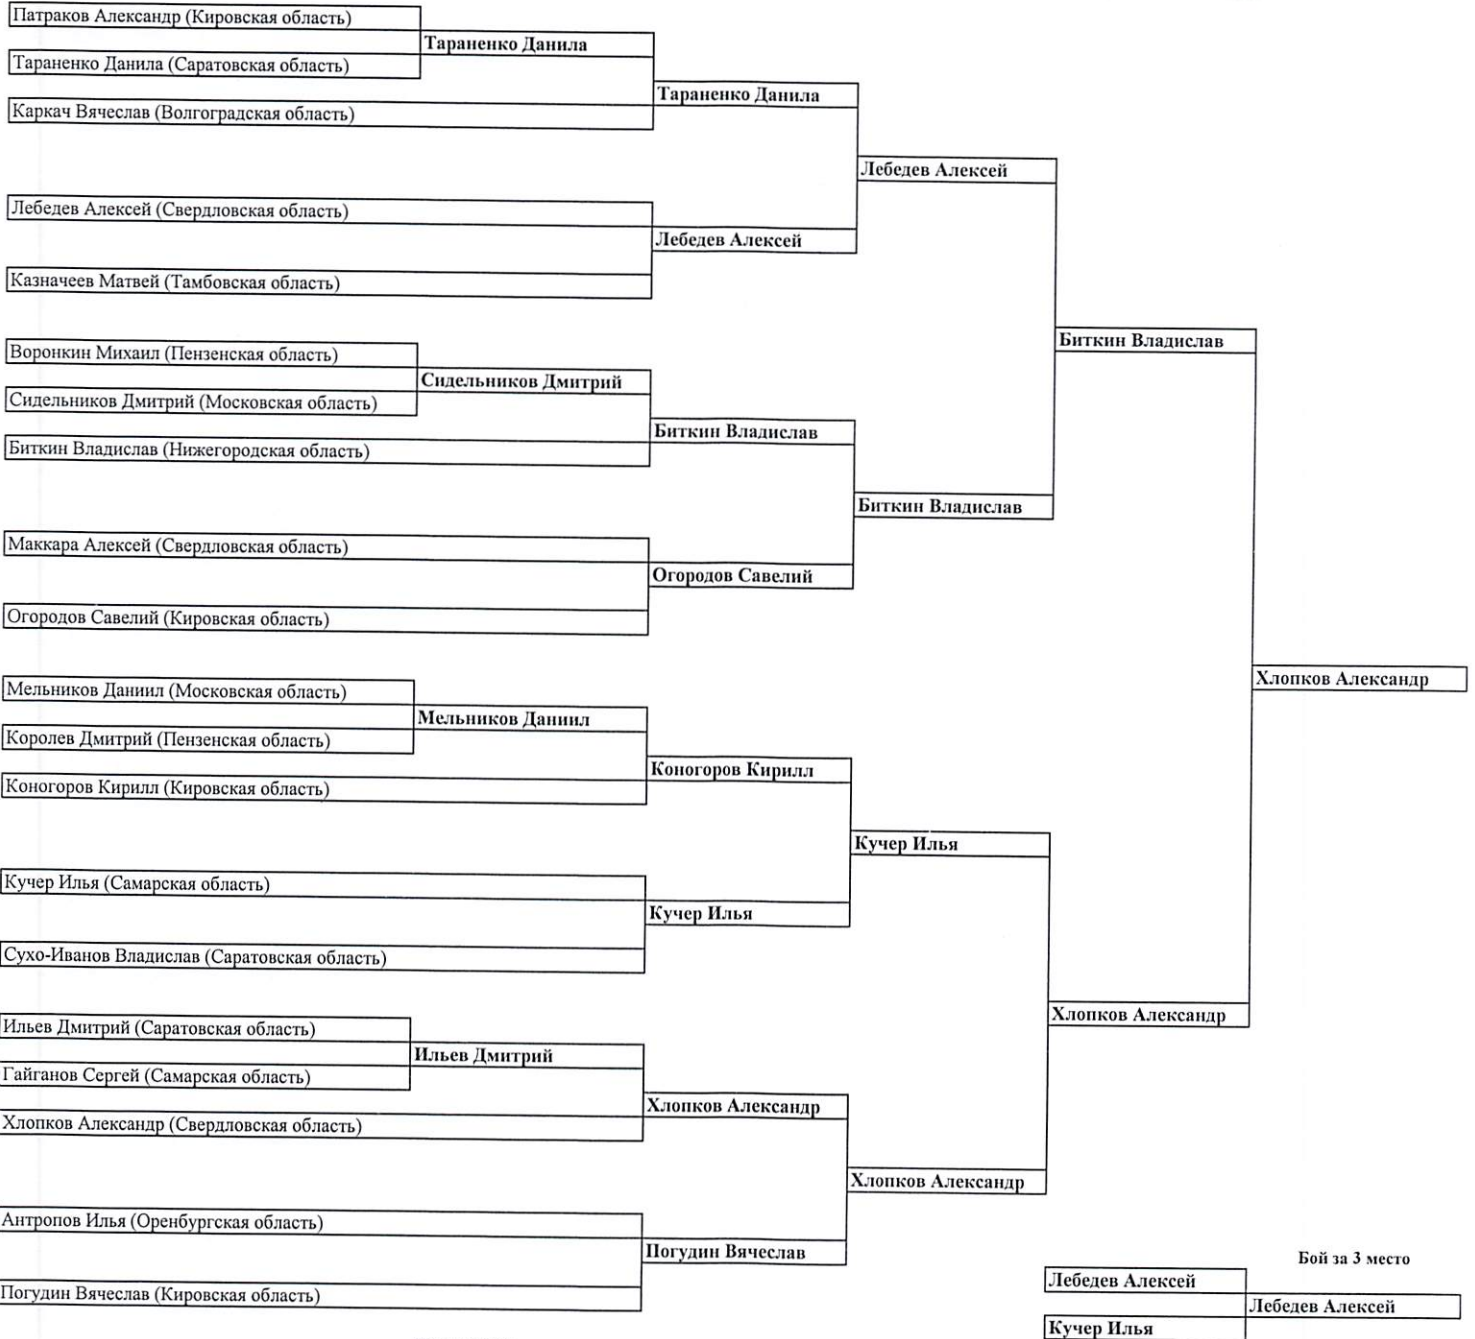 Патраков Александр (Кировская область)
Тараненко Данила
Тараненко Данила (Саратовская область)
Тараненко Данила
Каркач Вячеслав (Волгоградская область)
Лебедев Алексей
Лебедев Алексей (Свердловская область)
Лебедев Алексей
Казначеев Матвей (Тамбовская область)
Биткин Владислав
Воронкин Михаил (Пензенская область)
Сидельников Дмитрий
Сидельников Дмитрий (Московская область)
Биткин Владислав
Биткин Владислав (Нижегородская область)
Биткин Владислав
Маккара Алексей (Свердловская область)
Огородов Савелий
Огородов Савелий (Кировская область)
Хлопков Александр
Мельников Даниил (Московская область)
Мельников Даниил
Королев Дмитрий (Пензенская область)
Коногоров Кирилл
Коногоров Кирилл (Кировская область)
Кучер Илья
Кучер Илья (Самарская область)
Кучер Илья
Сухо-Иванов Владислав (Саратовская область)
Хлопков Александр
Ильев Дмитрий (Саратовская область)
Ильев Дмитрий
Гайганов Сергей (Самарская область)
Хлопков Александр
Хлопков Александр (Свердловская область)
Хлопков Александр
Антропов Илья (Оренбургская область)
Погудин Вячеслав
Погудин Вячеслав (Кировская область)
Бой за 3 место
Лебедев Алексей
Лебедев Алексей
Кучер Илья